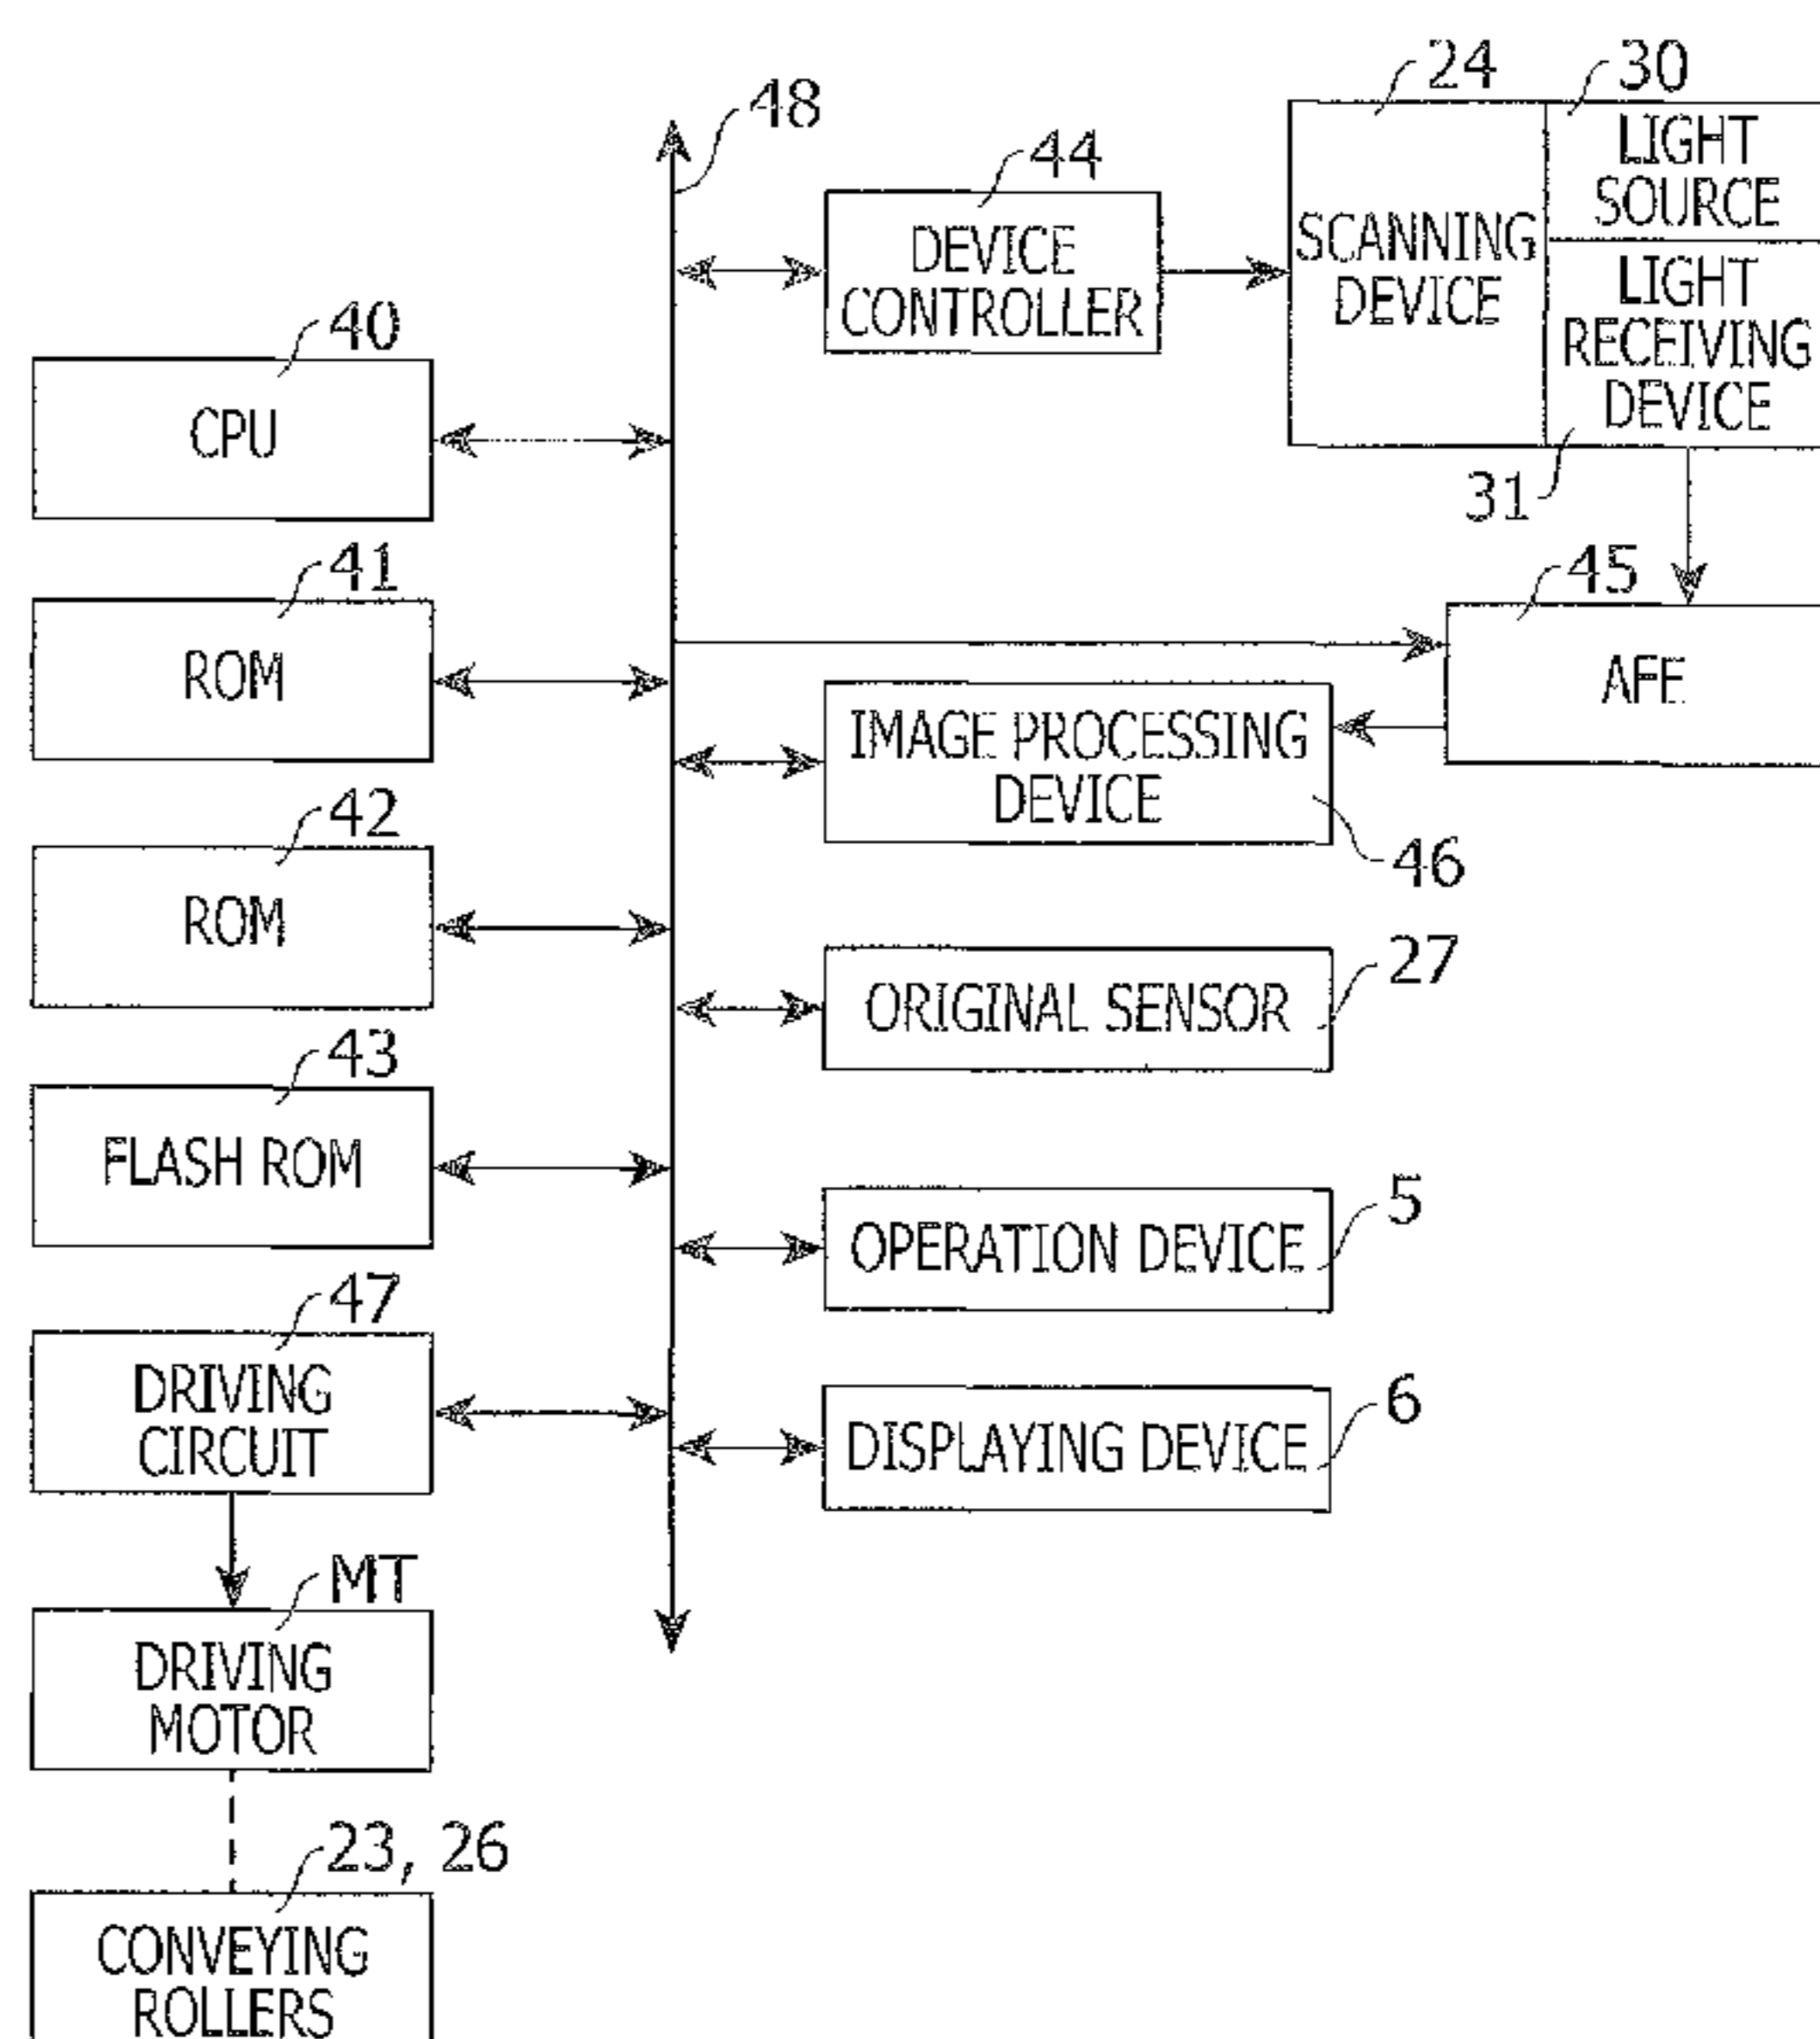 24
30
48
44
LIGHT
SOURCE
DEVICE
CONTROLLER
SCANNING
DEVICE
LIGHT
RECEIVING
DEVICE
31
40
CPU
41
ROM
45
AFE
IMAGE PROCESSING
DEVICE
46
42
ROM
27
ORIGINAL SENSOR
43
FLASH ROM
5
OPERATION DEVICE
47
DRIVING
CIRCUIT
6
DISPLAYING DEVICE
MT
DRIVING
MOTOR
23, 26
CONVEYING
ROLLERS